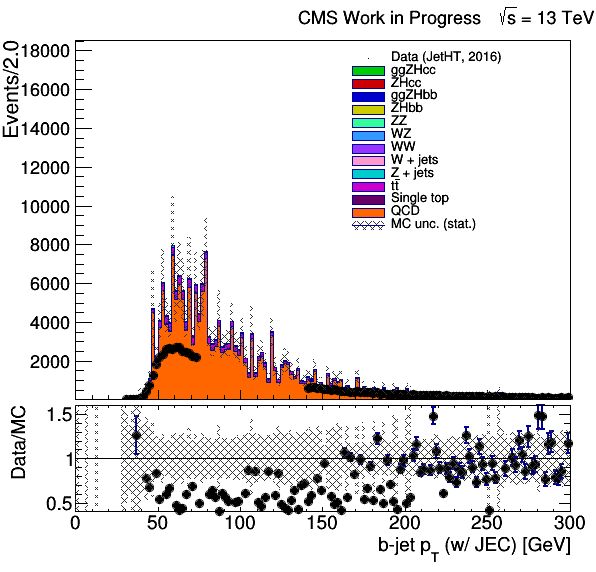 CMS Work in Progress √s = 13 TeV
Events/2.0
18000
16000
14000
12000
10000
8000
6000
4000
2000
Data (JetHT, 2016)
ggZHcc
ZHcc
ggZHbb
ZHbb
ZZ
WZ
WW
W + jets
Z + jets
tt̄
Single top
QCD
MC unc. (stat.)
Data/MC
1.5
1
0.5
0 50 100 150 200 250 300
b-jet p_T (w/ JEC) [GeV]